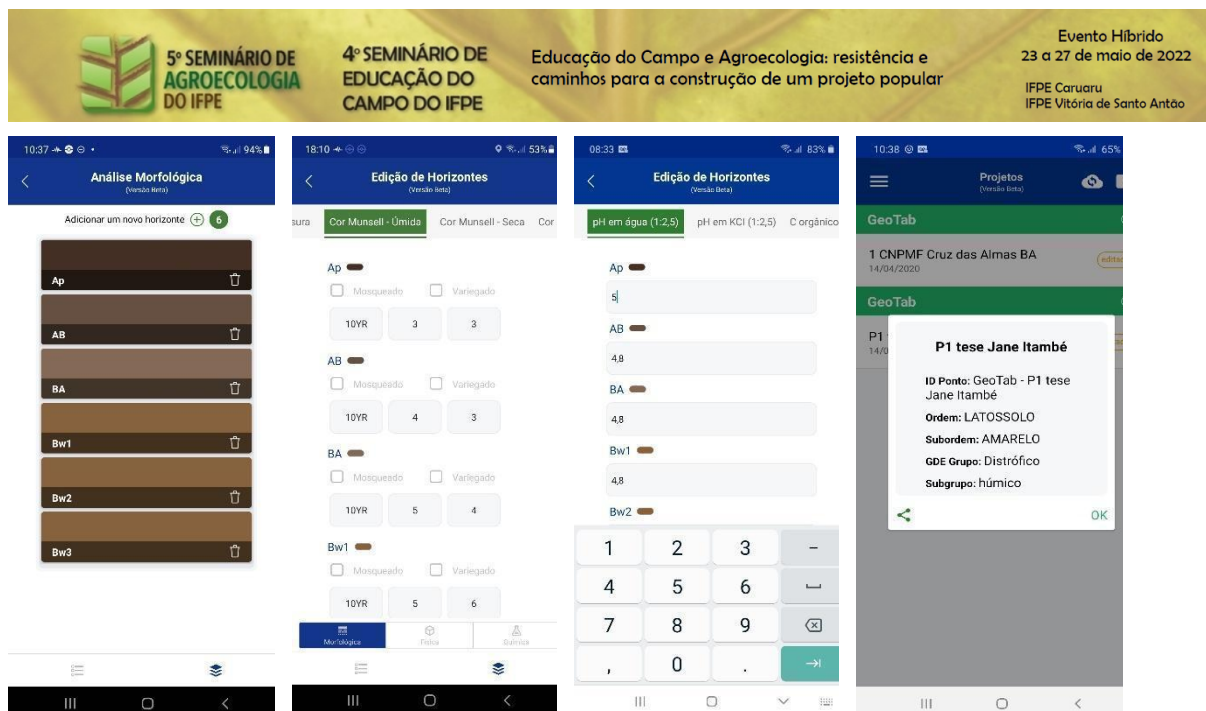 5º SEMINÁRIO DE
AGROECOLOGIA
DO IFPE
4º SEMINÁRIO DE
EDUCAÇÃO DO
CAMPO DO IFPE
Educação do Campo e Agroecologia: resistência e
caminhos para a construção de um projeto popular
Evento Híbrido
23 a 27 de maio de 2022
IFPE Caruaru
IFPE Vitória de Santo Antão
10:37 94%
Análise Morfológica
(Versão Beta)
Adicionar um novo horizonte 6
Ap
AB
BA
Bw1
Bw2
Bw3
18:10 53%
Edição de Horizontes
(Versão Beta)
Cor Munsell - Úmida Cor Munsell - Seca Cor
Ap
Mosqueado Variegado
10YR 3 3
AB
Mosqueado Variegado
10YR 4 3
BA
Mosqueado Variegado
10YR 5 4
Bw1
Mosqueado Variegado
10YR 5 6
Morfológica Física Química
08:33 83%
Edição de Horizontes
(Versão Beta)
pH em água (1:2,5) pH em KCl (1:2,5) C orgânico
Ap
5
AB
4,8
BA
4,8
Bw1
4,8
Bw2
1 2 3 -
4 5 6
7 8 9
, 0 .
10:38 65%
Projetos
(Versão Beta)
GeoTab
1 CNPMF Cruz das Almas BA
14/04/2020
GeoTab
P1
14/0
P1 tese Jane Itambé
ID Ponto: GeoTab - P1 tese
Jane Itambé
Ordem: LATOSSOLO
Subordem: AMARELO
GDE Grupo: Distrófico
Subgrupo: húmico
OK